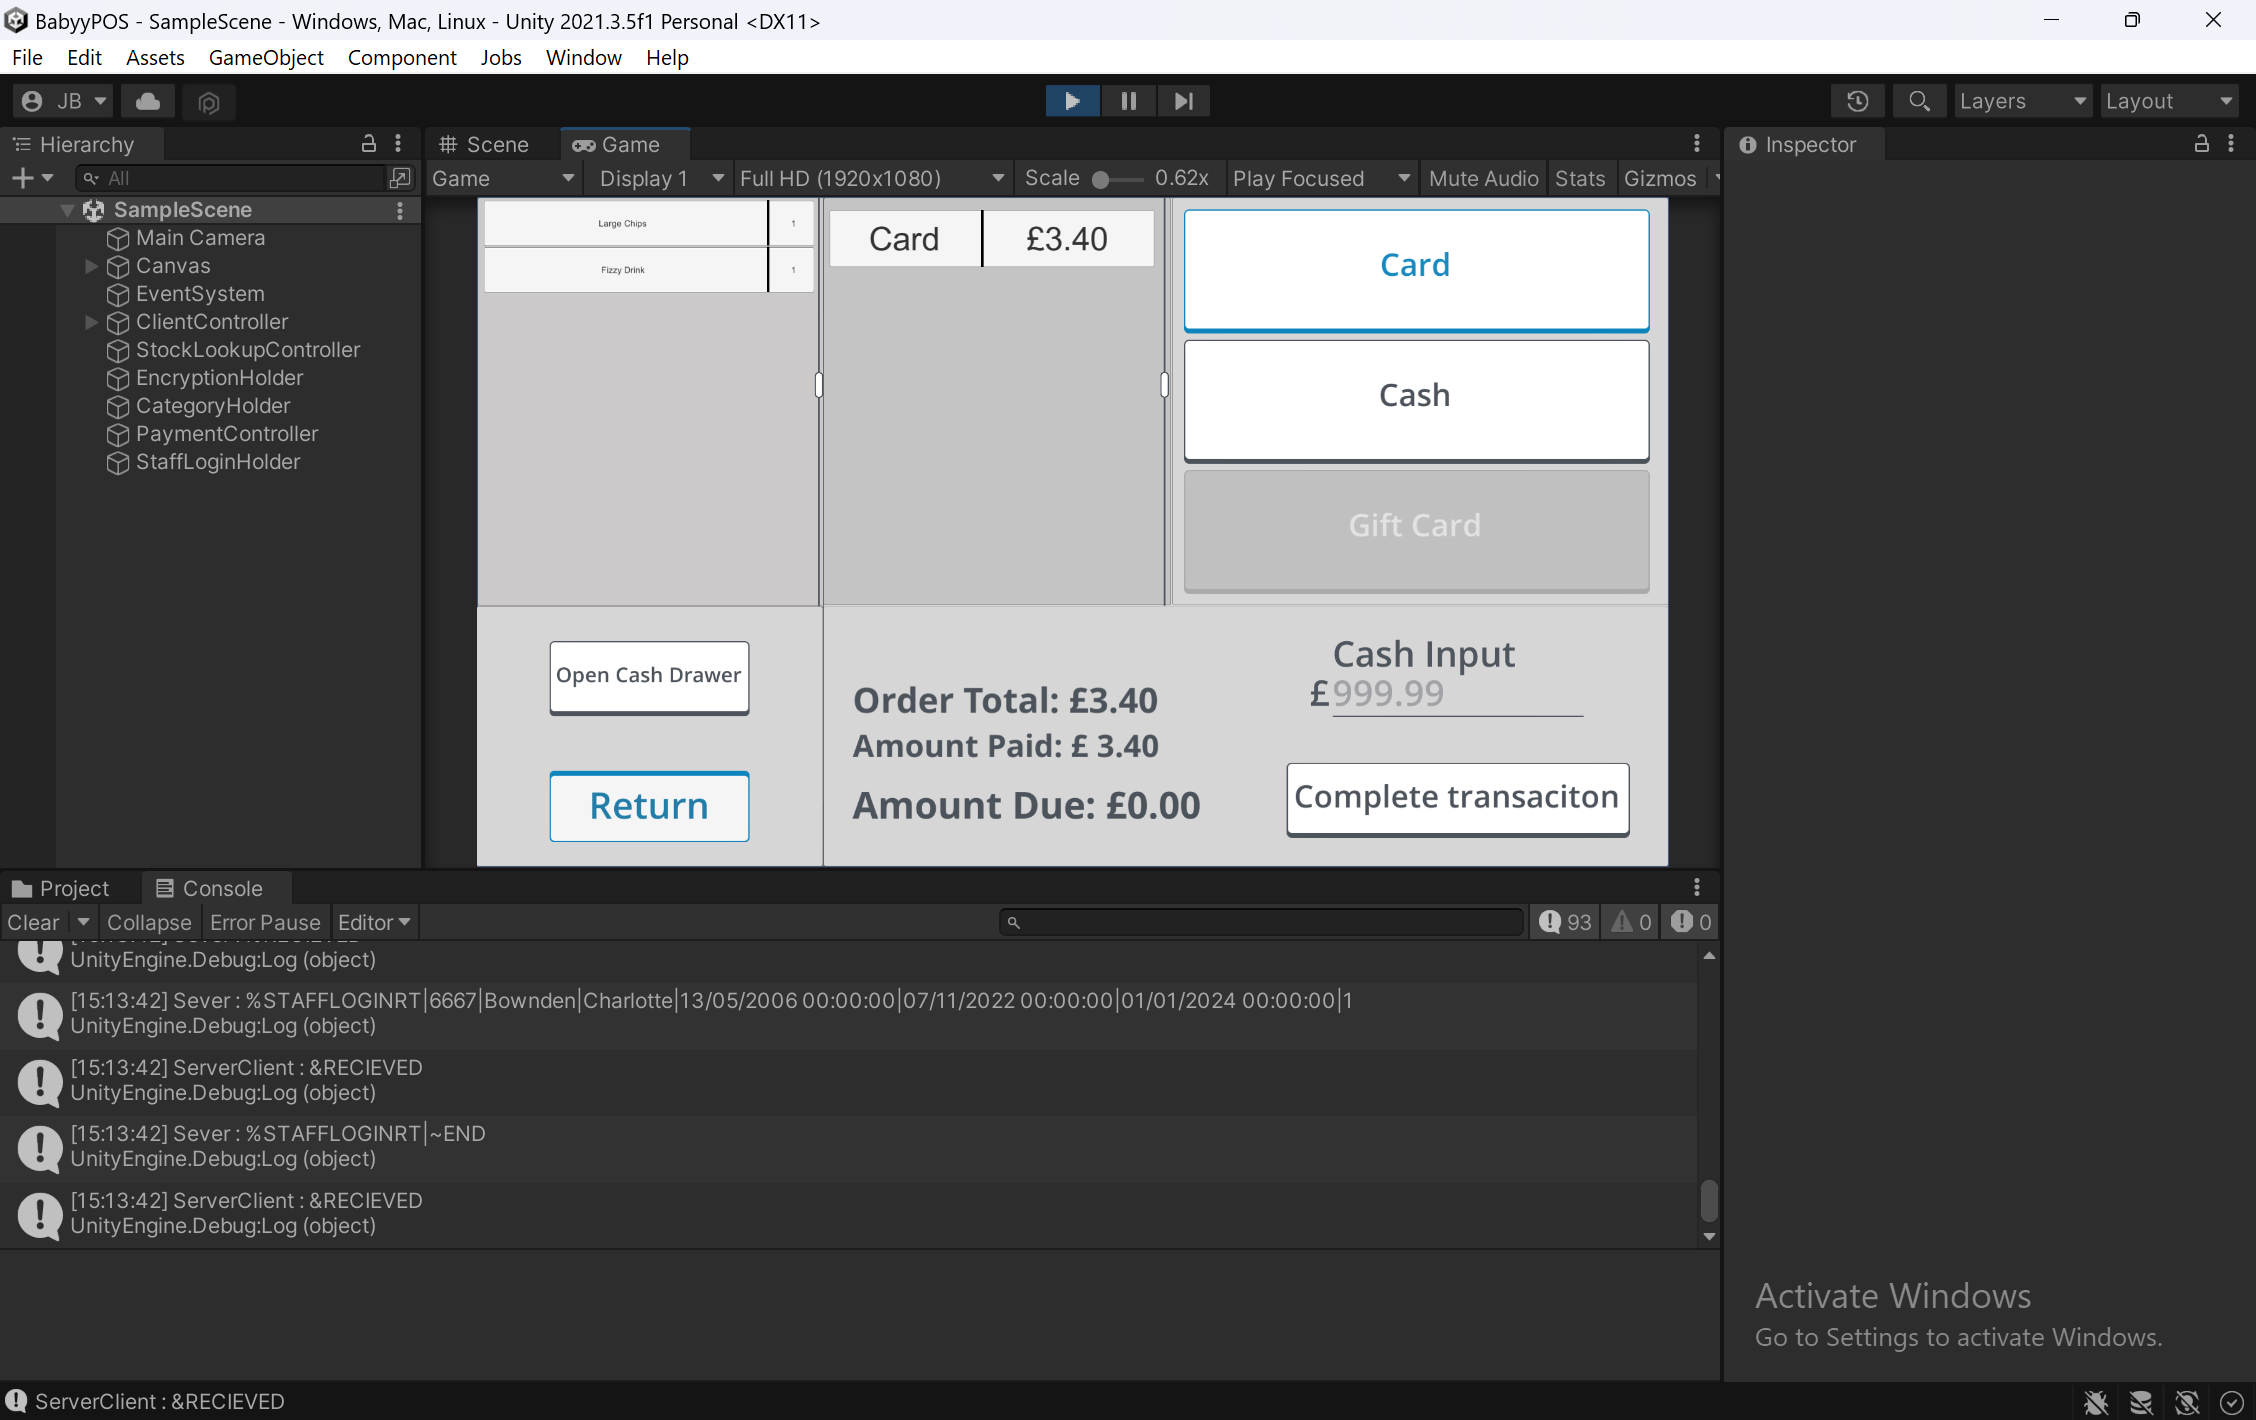 BabyyPOS - SampleScene - Windows, Mac, Linux - Unity 2021.3.5f1 Personal <DX11>
File Edit Assets GameObject Component Jobs Window Help
JB Layers Layout
Hierarchy
All
SampleScene
Main Camera
Canvas
EventSystem
ClientController
StockLookupController
EncryptionHolder
CategoryHolder
PaymentController
StaffLoginHolder
Scene Game
Game Display 1 Full HD (1920x1080) Scale 0.62x Play Focused Mute Audio Stats Gizmos
Large Chips 1
Fizzy Drink 1
Card £3.40
Card
Cash
Gift Card
Open Cash Drawer
Return
Order Total: £3.40
Amount Paid: £ 3.40
Amount Due: £0.00
Cash Input
£999.99
Complete transaciton
Inspector
Project Console
Clear Collapse Error Pause Editor 93 0 0
UnityEngine.Debug:Log (object)
[15:13:42] Sever : %STAFFLOGINRT|6667|Bownden|Charlotte|13/05/2006 00:00:00|07/11/2022 00:00:00|01/01/2024 00:00:00|1
UnityEngine.Debug:Log (object)
[15:13:42] ServerClient : &RECIEVED
UnityEngine.Debug:Log (object)
[15:13:42] Sever : %STAFFLOGINRT|~END
UnityEngine.Debug:Log (object)
[15:13:42] ServerClient : &RECIEVED
UnityEngine.Debug:Log (object)
Activate Windows
Go to Settings to activate Windows.
ServerClient : &RECIEVED